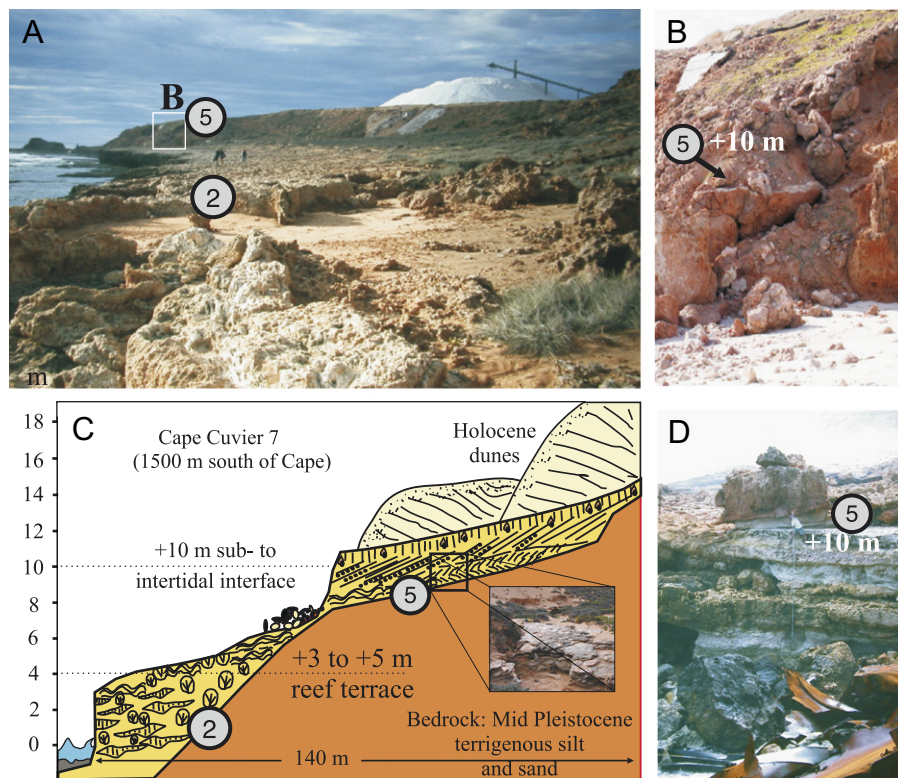 A
B
5
2
m
B
5
+10 m
C
18
16
14
12
10
8
6
4
2
0
Cape Cuvier 7
(1500 m south of Cape)
Holocene
dunes
+10 m sub- to
intertidal interface
5
+3 to +5 m
reef terrace
2
Bedrock: Mid Pleistocene
terrigenous silt
and sand
140 m
D
5
+10 m